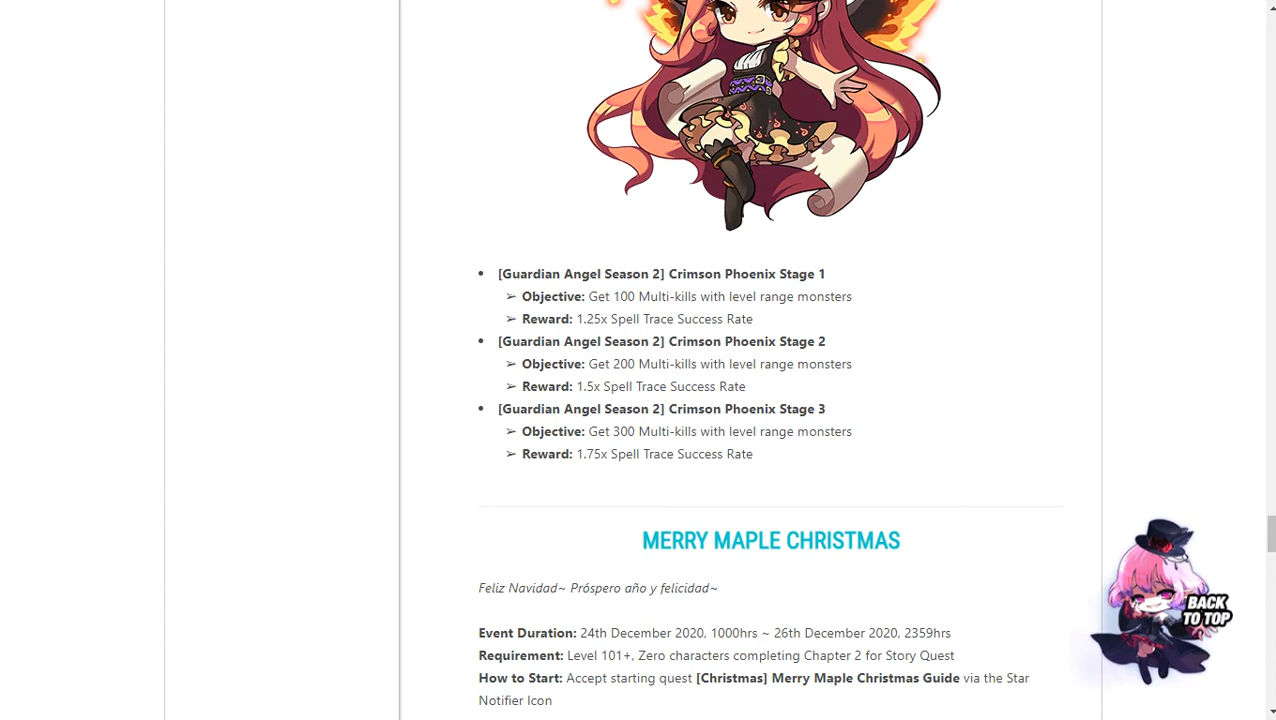 • [Guardian Angel Season 2] Crimson Phoenix Stage 1
➢ Objective: Get 100 Multi-kills with level range monsters
➢ Reward: 1.25x Spell Trace Success Rate
• [Guardian Angel Season 2] Crimson Phoenix Stage 2
➢ Objective: Get 200 Multi-kills with level range monsters
➢ Reward: 1.5x Spell Trace Success Rate
• [Guardian Angel Season 2] Crimson Phoenix Stage 3
➢ Objective: Get 300 Multi-kills with level range monsters
➢ Reward: 1.75x Spell Trace Success Rate
MERRY MAPLE CHRISTMAS
Feliz Navidad~ Próspero año y felicidad~
Event Duration: 24th December 2020, 1000hrs ~ 26th December 2020, 2359hrs
Requirement: Level 101+, Zero characters completing Chapter 2 for Story Quest
How to Start: Accept starting quest [Christmas] Merry Maple Christmas Guide via the Star
Notifier Icon
BACK
TO TOP